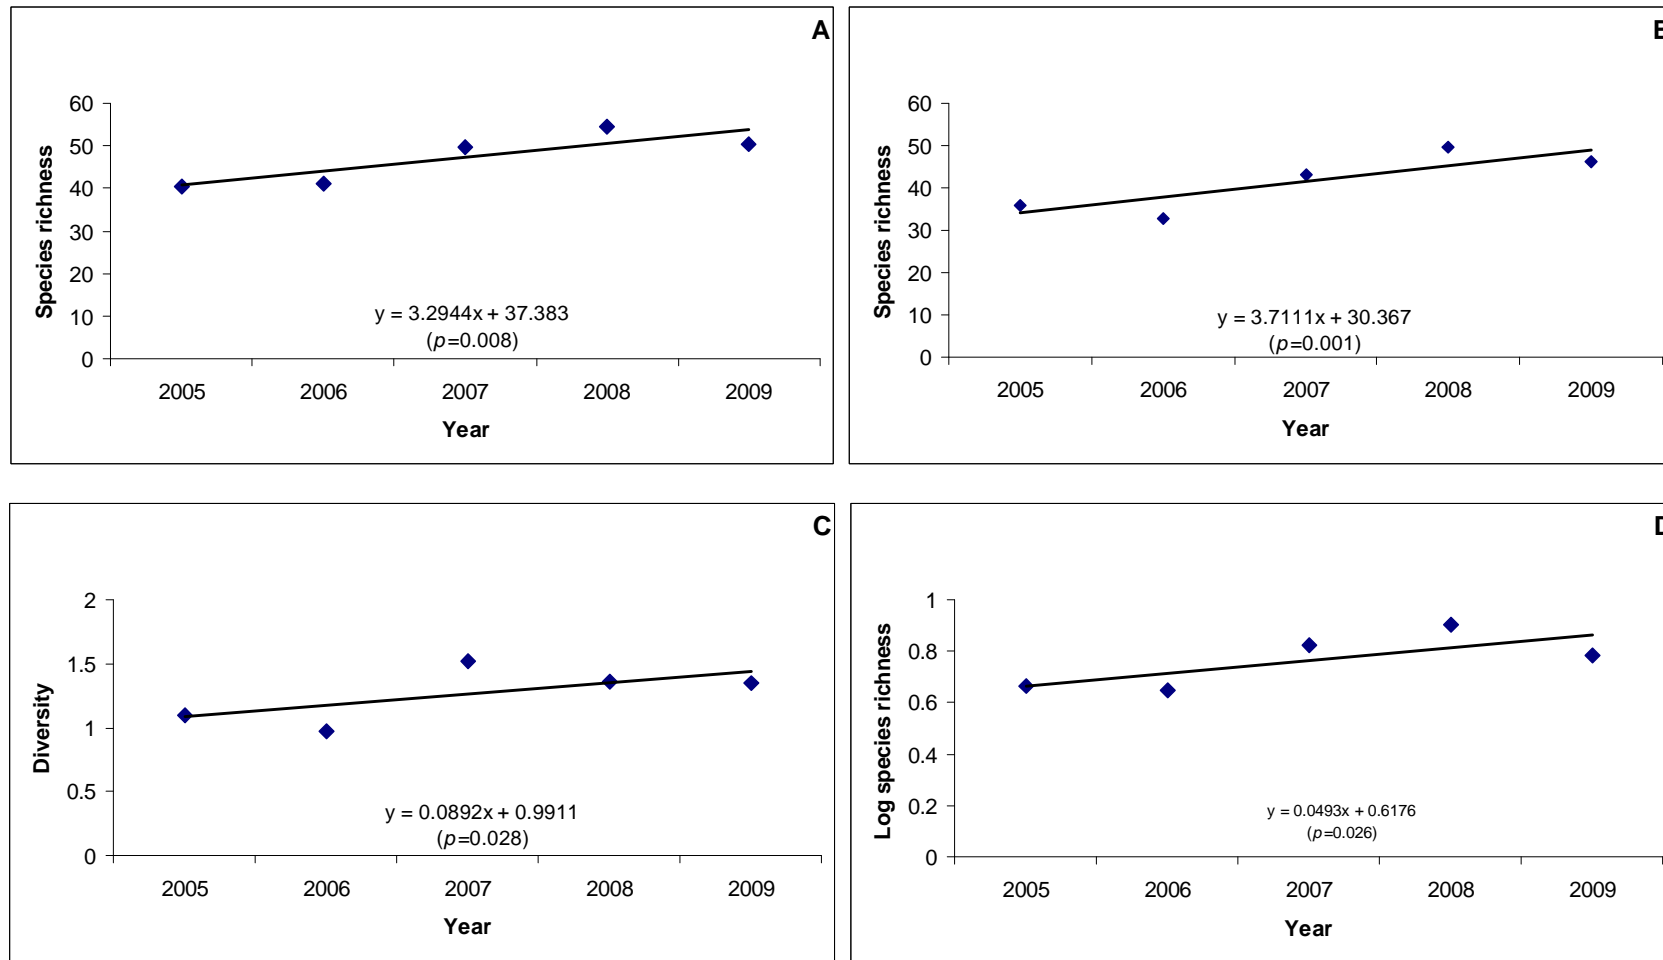 A
60
50
40
30
20
10
0
Species richness
y = 3.2944x + 37.383
(p=0.008)
2005 2006 2007 2008 2009
Year
B
60
50
40
30
20
10
0
Species richness
y = 3.7111x + 30.367
(p=0.001)
2005 2006 2007 2008 2009
Year
C
2
1.5
1
0.5
0
Diversity
y = 0.0892x + 0.9911
(p=0.028)
2005 2006 2007 2008 2009
Year
D
1
0.8
0.6
0.4
0.2
0
Log species richness
y = 0.0493x + 0.6176
(p=0.026)
2005 2006 2007 2008 2009
Year